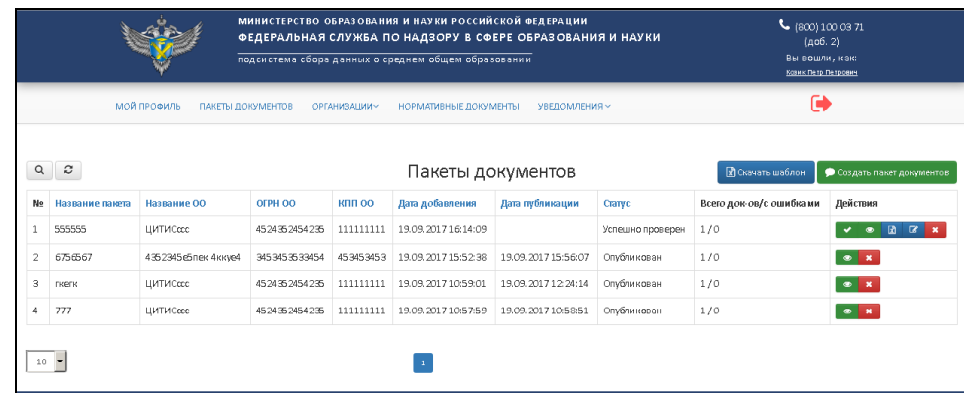 МИНИСТЕРСТВО ОБРАЗОВАНИЯ И НАУКИ РОССИЙСКОЙ ФЕДЕРАЦИИ
ФЕДЕРАЛЬНАЯ СЛУЖБА ПО НАДЗОРУ В СФЕРЕ ОБРАЗОВАНИЯ И НАУКИ
подсистема сбора данных о среднем общем образовании
(800) 100 03 71
(доб. 2)
Вы вошли, как:
Козик Петр Петрович
МОЙ ПРОФИЛЬ ПАКЕТЫ ДОКУМЕНТОВ ОРГАНИЗАЦИИ НОРМАТИВНЫЕ ДОКУМЕНТЫ УВЕДОМЛЕНИЯ
Пакеты документов
Скачать шаблон Создать пакет документов
№ Название пакета Название ОО ОГРН ОО КПП ОО Дата добавления Дата публикации Статус Всего док-ов/с ошибками Действия
1 555555 ЦИТИСссс 4524352454235 111111111 19.09.2017 16:14:09 Успешно проверен 1 / 0
2 6756567 4352345е5пек 4ккуе4 3453453533454 453453453 19.09.2017 15:52:38 19.09.2017 15:56:07 Опубликован 1 / 0
3 гкегк ЦИТИСссс 4524352454235 111111111 19.09.2017 10:59:01 19.09.2017 12:24:14 Опубликован 1 / 0
4 777 ЦИТИСссс 4524352454235 111111111 19.09.2017 10:57:59 19.09.2017 10:58:51 Опубликован 1 / 0
10 1